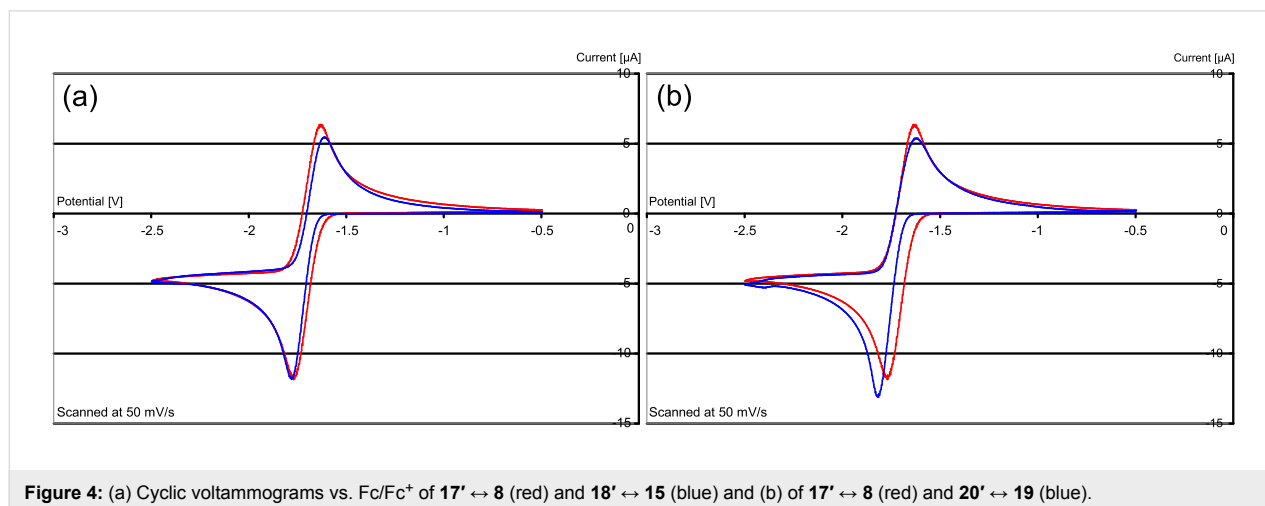 Current [µA]
10
(a)
5
Potential [V]
0
-3
-2.5
-2
-1.5
-1
-0.5
0
-5
-10
Scanned at 50 mV/s
-15
Current [µA]
10
(b)
5
Potential [V]
0
-3
-2.5
-2
-1.5
-1
-0.5
0
-5
-10
Scanned at 50 mV/s
-15
Figure 4: (a) Cyclic voltammograms vs. Fc/Fc⁺ of 17′ ↔ 8 (red) and 18′ ↔ 15 (blue) and (b) of 17′ ↔ 8 (red) and 20′ ↔ 19 (blue).